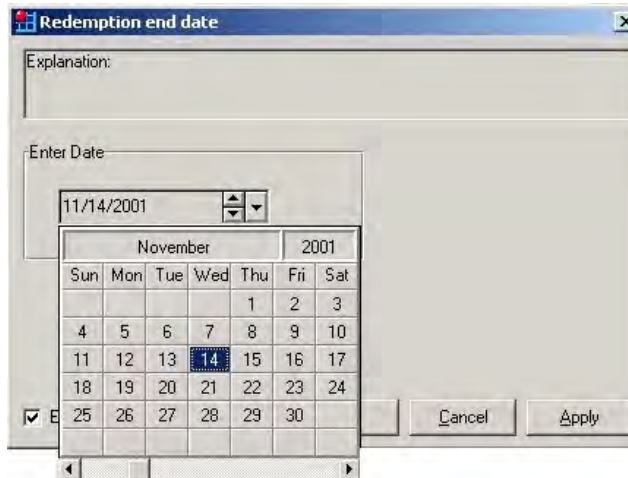 Redemption end date
Explanation:
Enter Date
11/14/2001
November 2001
Sun Mon Tue Wed Thu Fri Sat
1 2 3
4 5 6 7 8 9 10
11 12 13 14 15 16 17
18 19 20 21 22 23 24
25 26 27 28 29 30
Cancel Apply